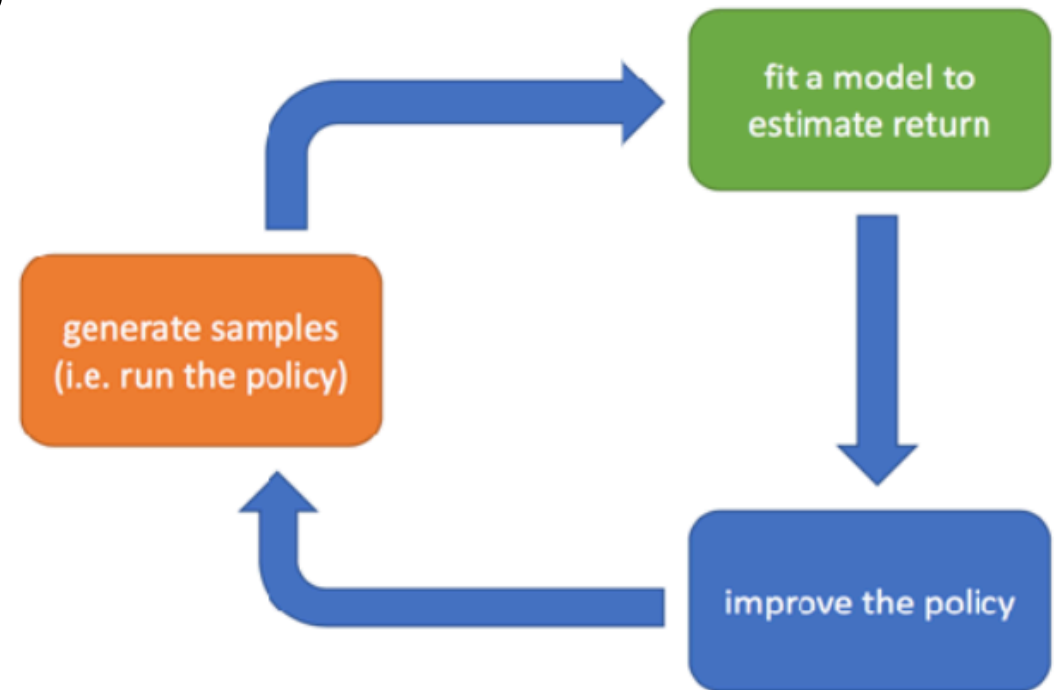 fit a model to
estimate return
generate samples
(i.e. run the policy)
improve the policy